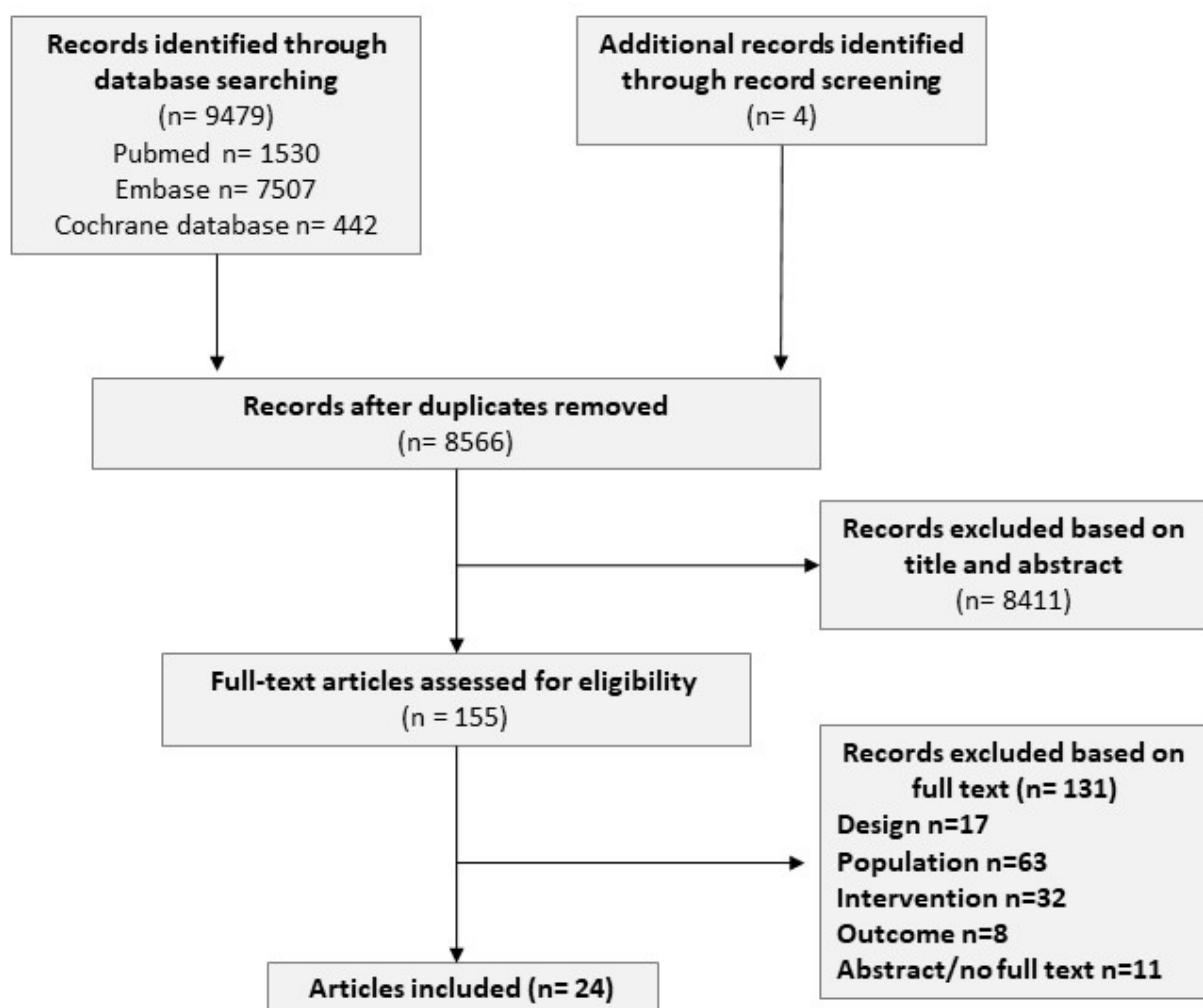 Records identified through
database searching
(n= 9479)
Pubmed n= 1530
Embase n= 7507
Cochrane database n= 442
Additional records identified
through record screening
(n= 4)
Records after duplicates removed
(n= 8566)
Records excluded based on
title and abstract
(n= 8411)
Full-text articles assessed for eligibility
(n = 155)
Records excluded based on
full text (n= 131)
Design n=17
Population n=63
Intervention n=32
Outcome n=8
Abstract/no full text n=11
Articles included (n= 24)